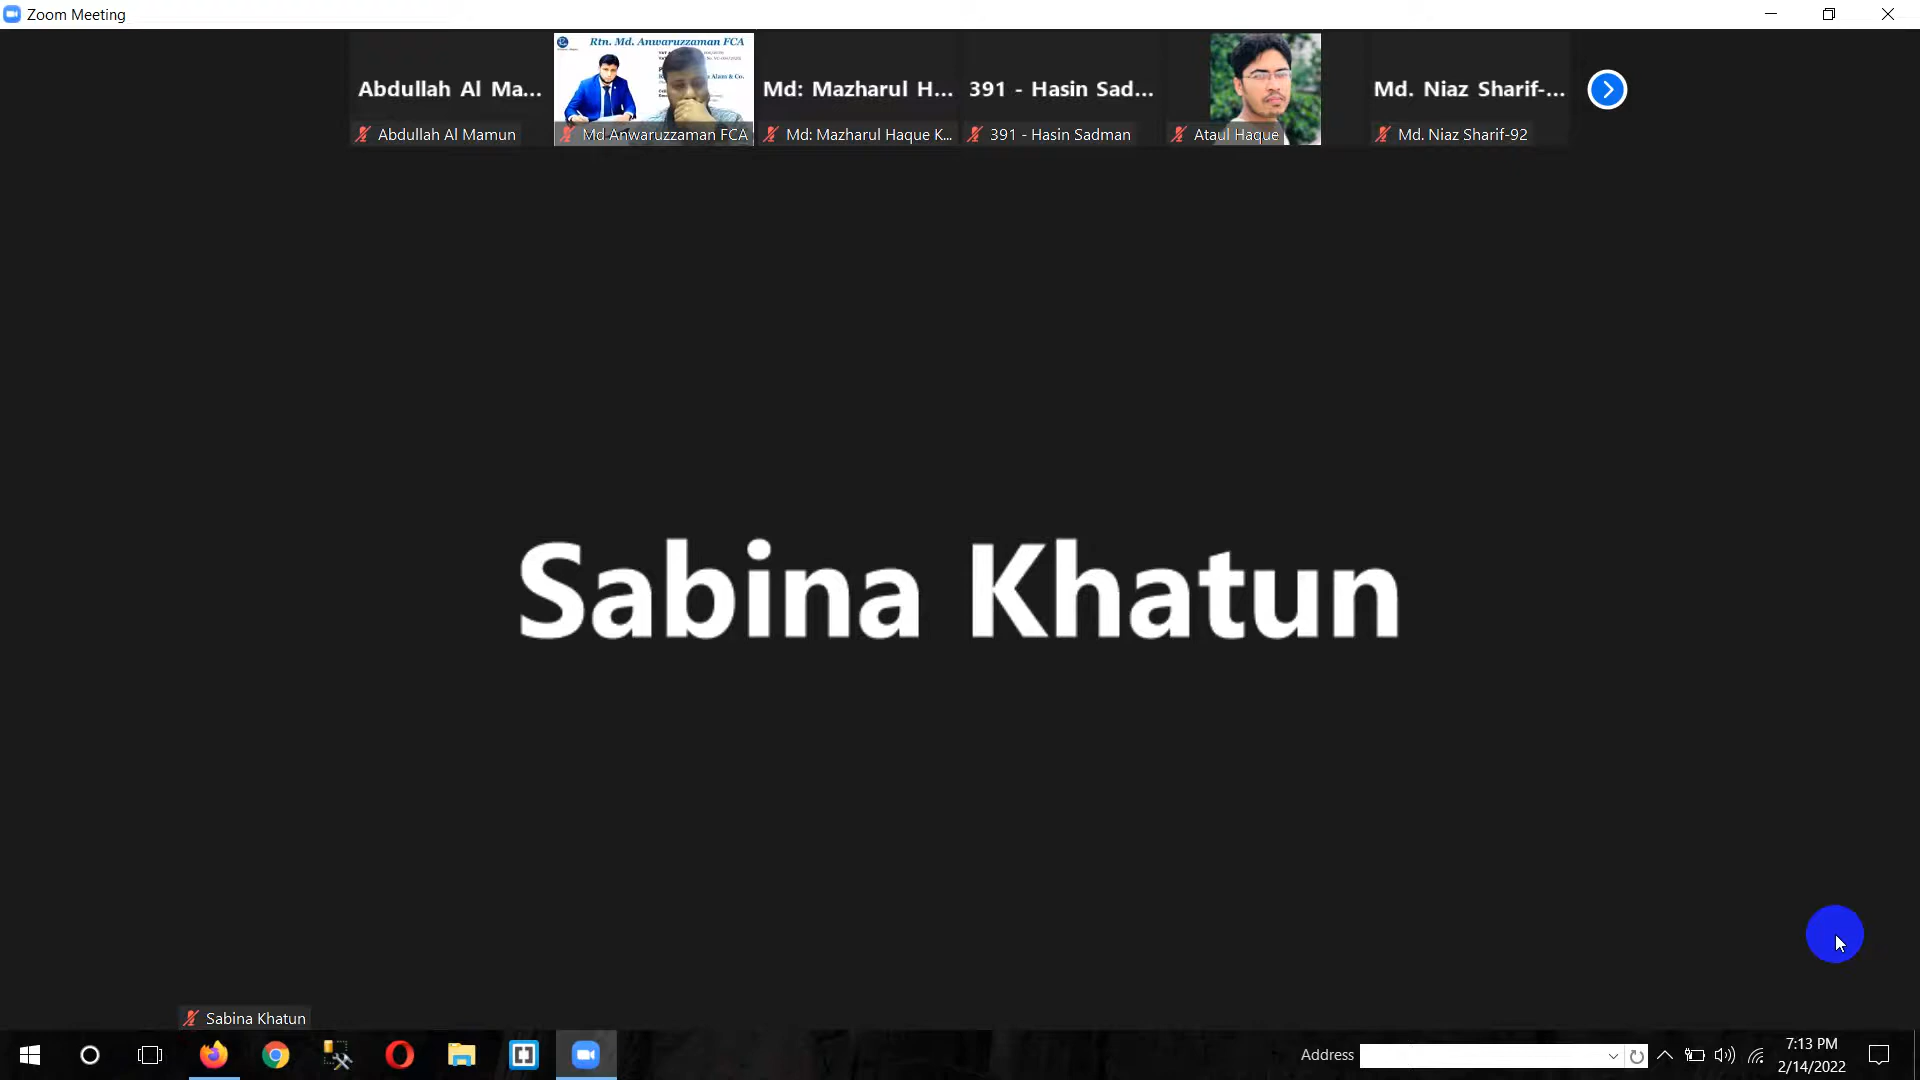 Zoom Meeting
Abdullah Al Ma...
Rtn. Md. Anwaruzzaman FCA
Alam & Co.
Md: Mazharul H...
391 - Hasin Sad...
Md. Niaz Sharif-...
Abdullah Al Mamun
Md Anwaruzzaman FCA
Md: Mazharul Haque K...
391 - Hasin Sadman
Ataul Haque
Md. Niaz Sharif-92
Sabina Khatun
Sabina Khatun
Address
7:13 PM
2/14/2022